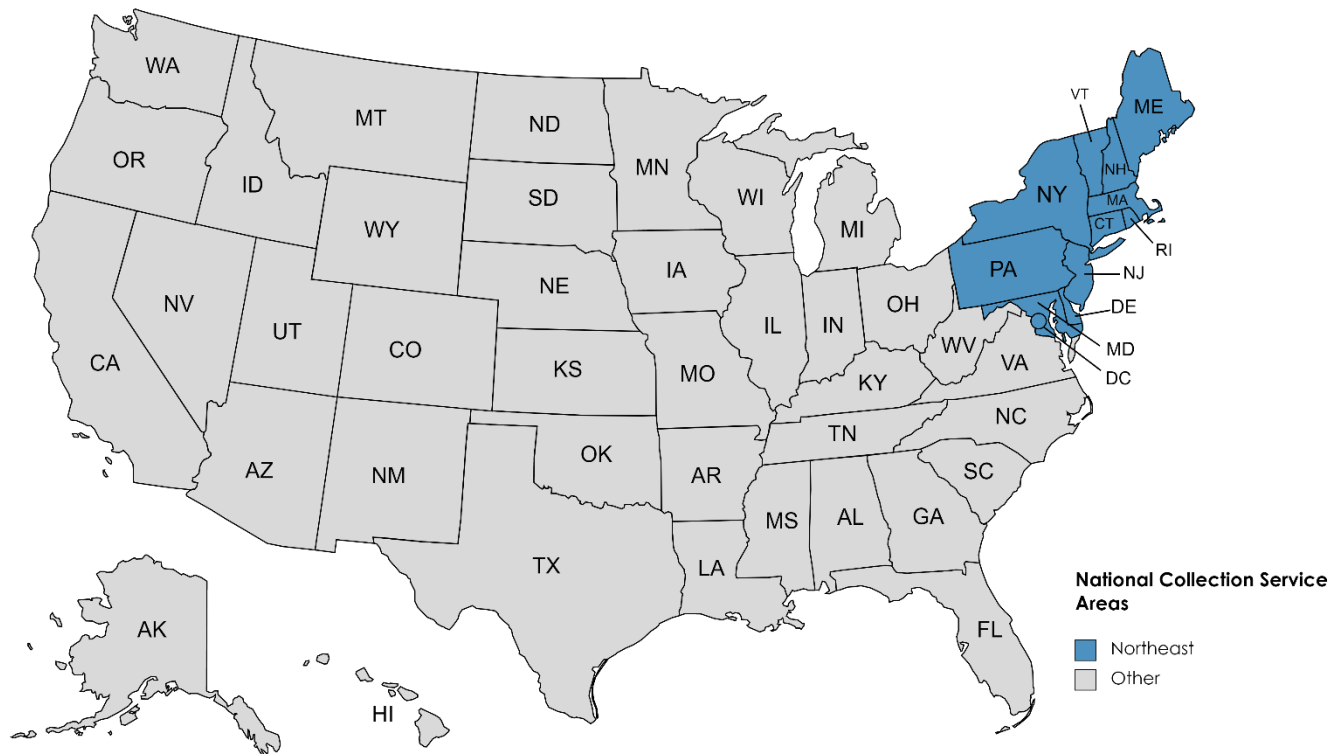 WA
MT
ND
MN
VT
ME
OR
ID
SD
WI
NH
NY
MA
WY
MI
CT
RI
IA
PA
NJ
NE
NV
OH
DE
UT
IL
IN
CA
CO
WV
MD
KS
MO
VA
DC
KY
NC
TN
OK
AZ
NM
AR
SC
MS
AL
GA
TX
LA
National Collection Service
Areas
AK
FL
Northeast
Other
HI